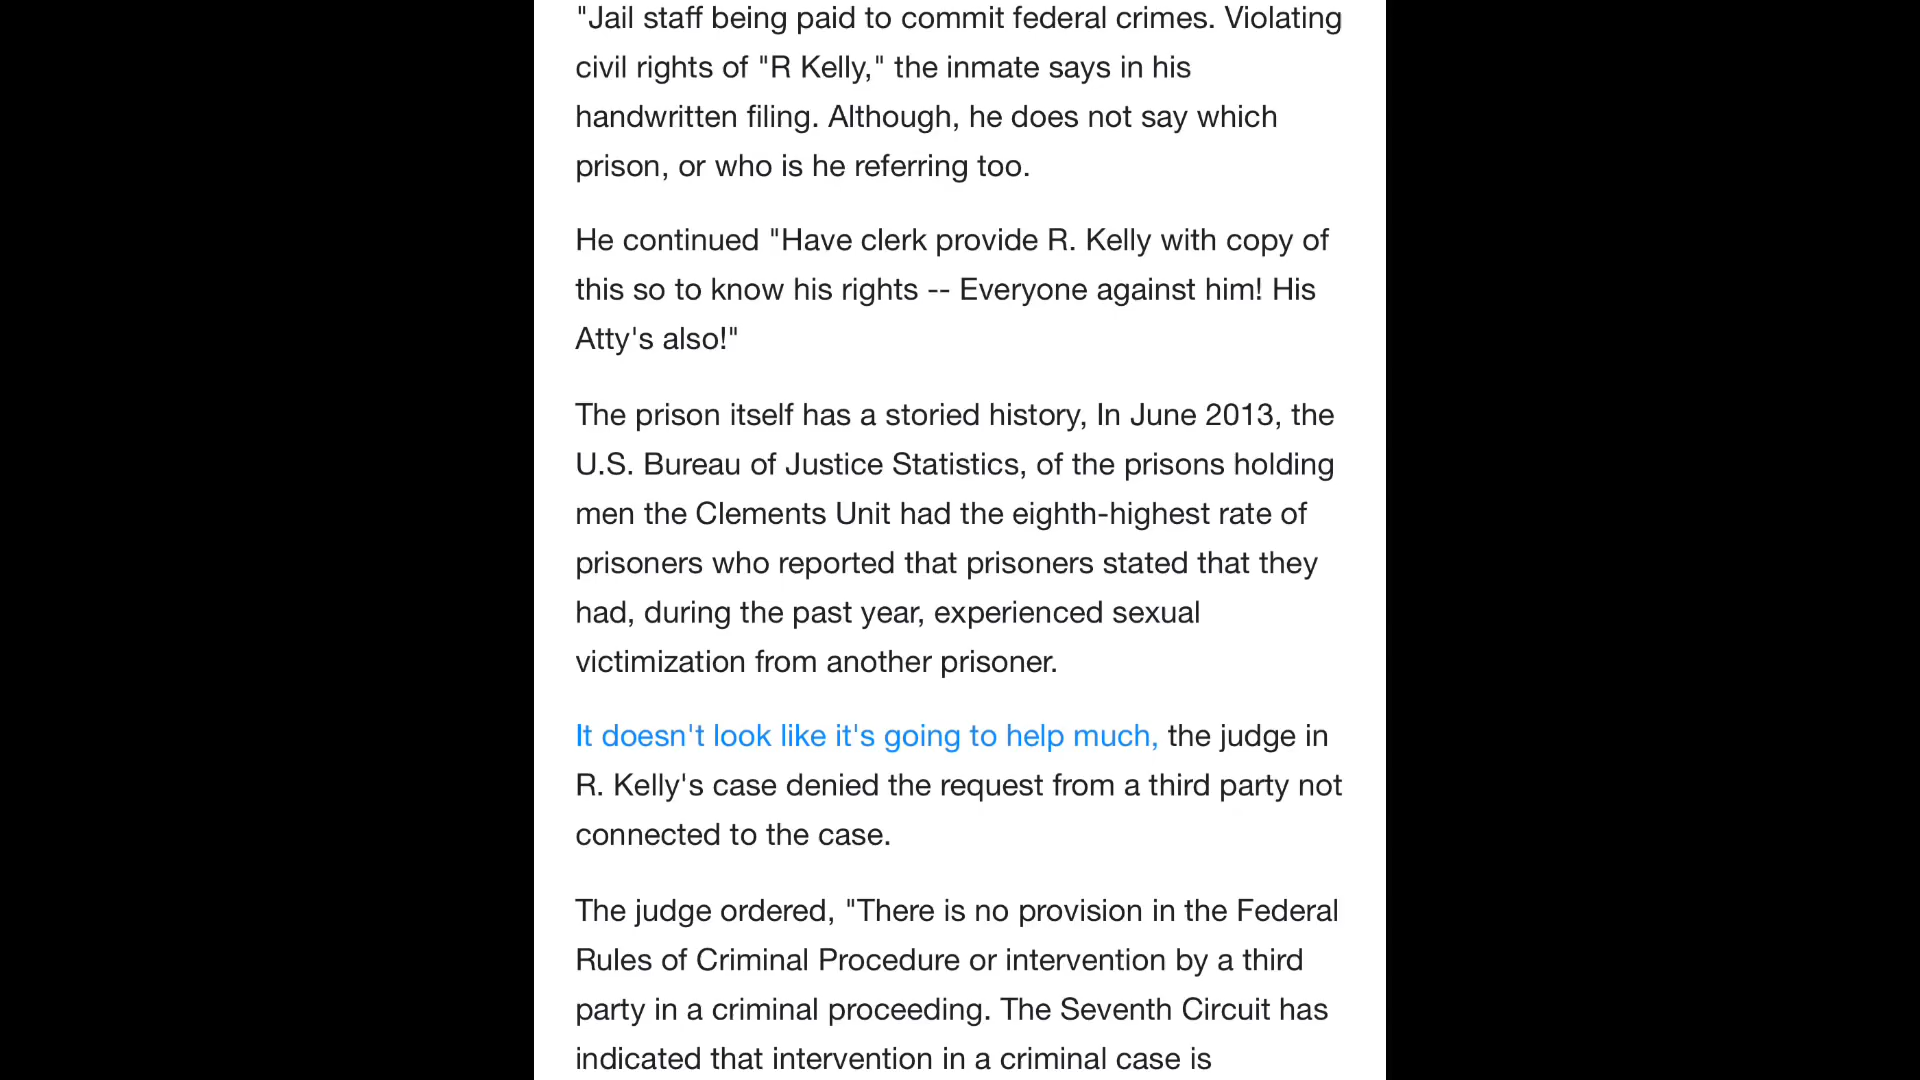 "Jail staff being paid to commit federal crimes. Violating
civil rights of "R Kelly," the inmate says in his
handwritten filing. Although, he does not say which
prison, or who is he referring too.
He continued "Have clerk provide R. Kelly with copy of
this so to know his rights -- Everyone against him! His
Atty's also!"
The prison itself has a storied history, In June 2013, the
U.S. Bureau of Justice Statistics, of the prisons holding
men the Clements Unit had the eighth-highest rate of
prisoners who reported that prisoners stated that they
had, during the past year, experienced sexual
victimization from another prisoner.
It doesn't look like it's going to help much, the judge in
R. Kelly's case denied the request from a third party not
connected to the case.
The judge ordered, "There is no provision in the Federal
Rules of Criminal Procedure or intervention by a third
party in a criminal proceeding. The Seventh Circuit has
indicated that intervention in a criminal case is